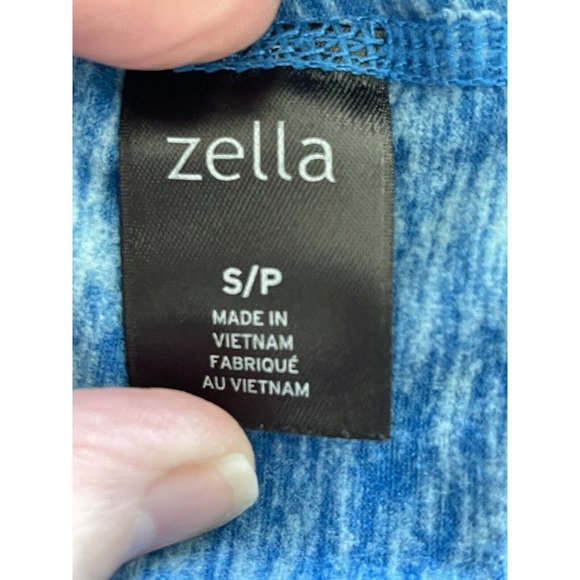 zella
S/P
MADE IN
VIETNAM
FABRIQUÉ
AU VIETNAM